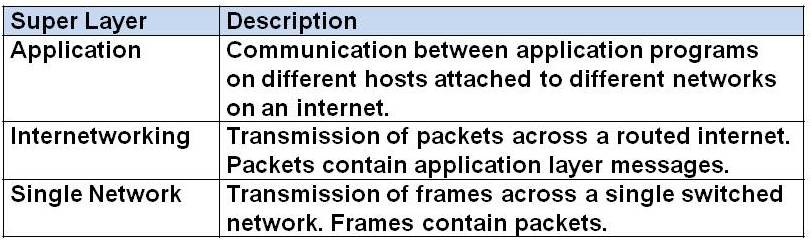 Super Layer Description
Application Communication between application programs
on different hosts attached to different networks
on an internet.
Internetworking Transmission of packets across a routed internet.
Packets contain application layer messages.
Single Network Transmission of frames across a single switched
network. Frames contain packets.